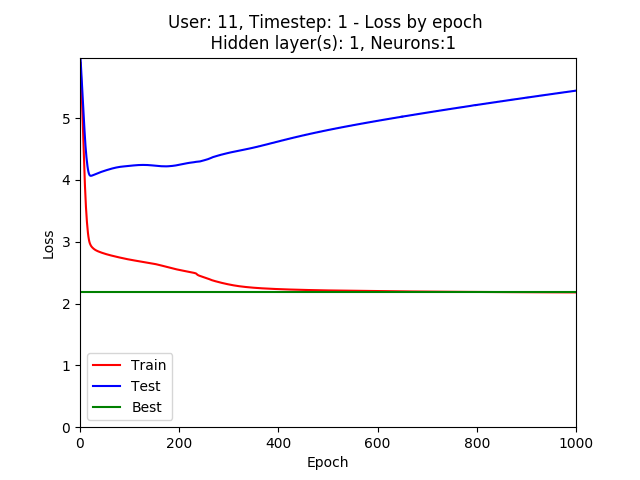 User: 11, Timestep: 1 - Loss by epoch
Hidden layer(s): 1, Neurons:1
Loss
5
4
3
2
1
0
Train
Test
Best
0 200 400 600 800 1000
Epoch